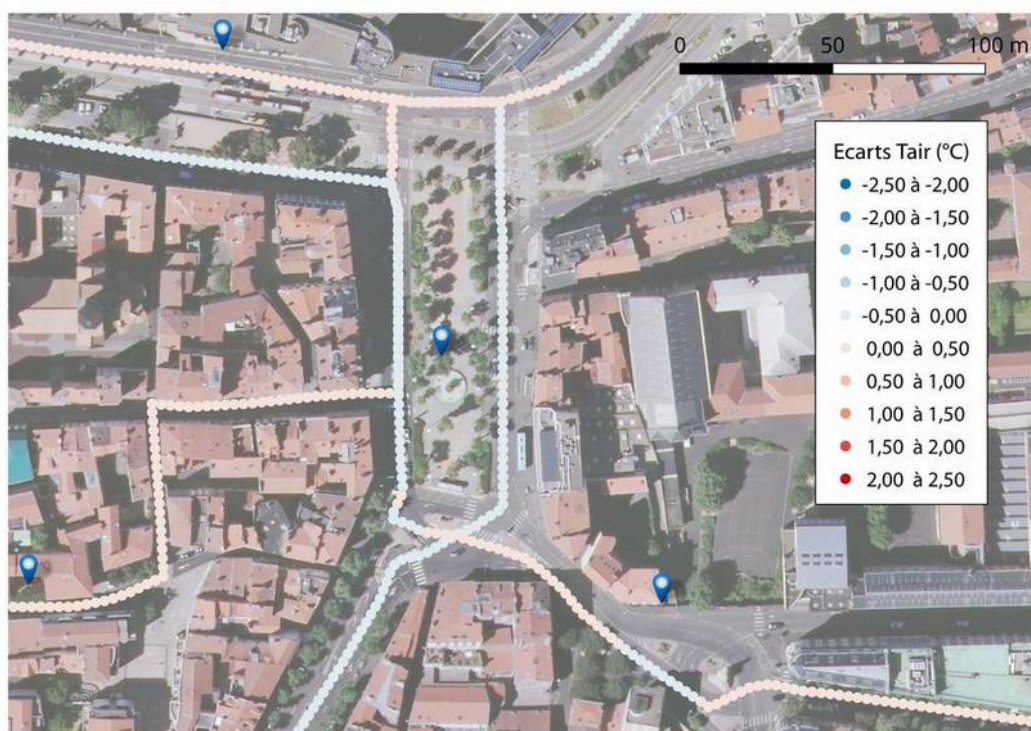 0 50 100 m
Ecarts Tair (°C)
-2,50 à -2,00
-2,00 à -1,50
-1,50 à -1,00
-1,00 à -0,50
-0,50 à 0,00
0,00 à 0,50
0,50 à 1,00
1,00 à 1,50
1,50 à 2,00
2,00 à 2,50